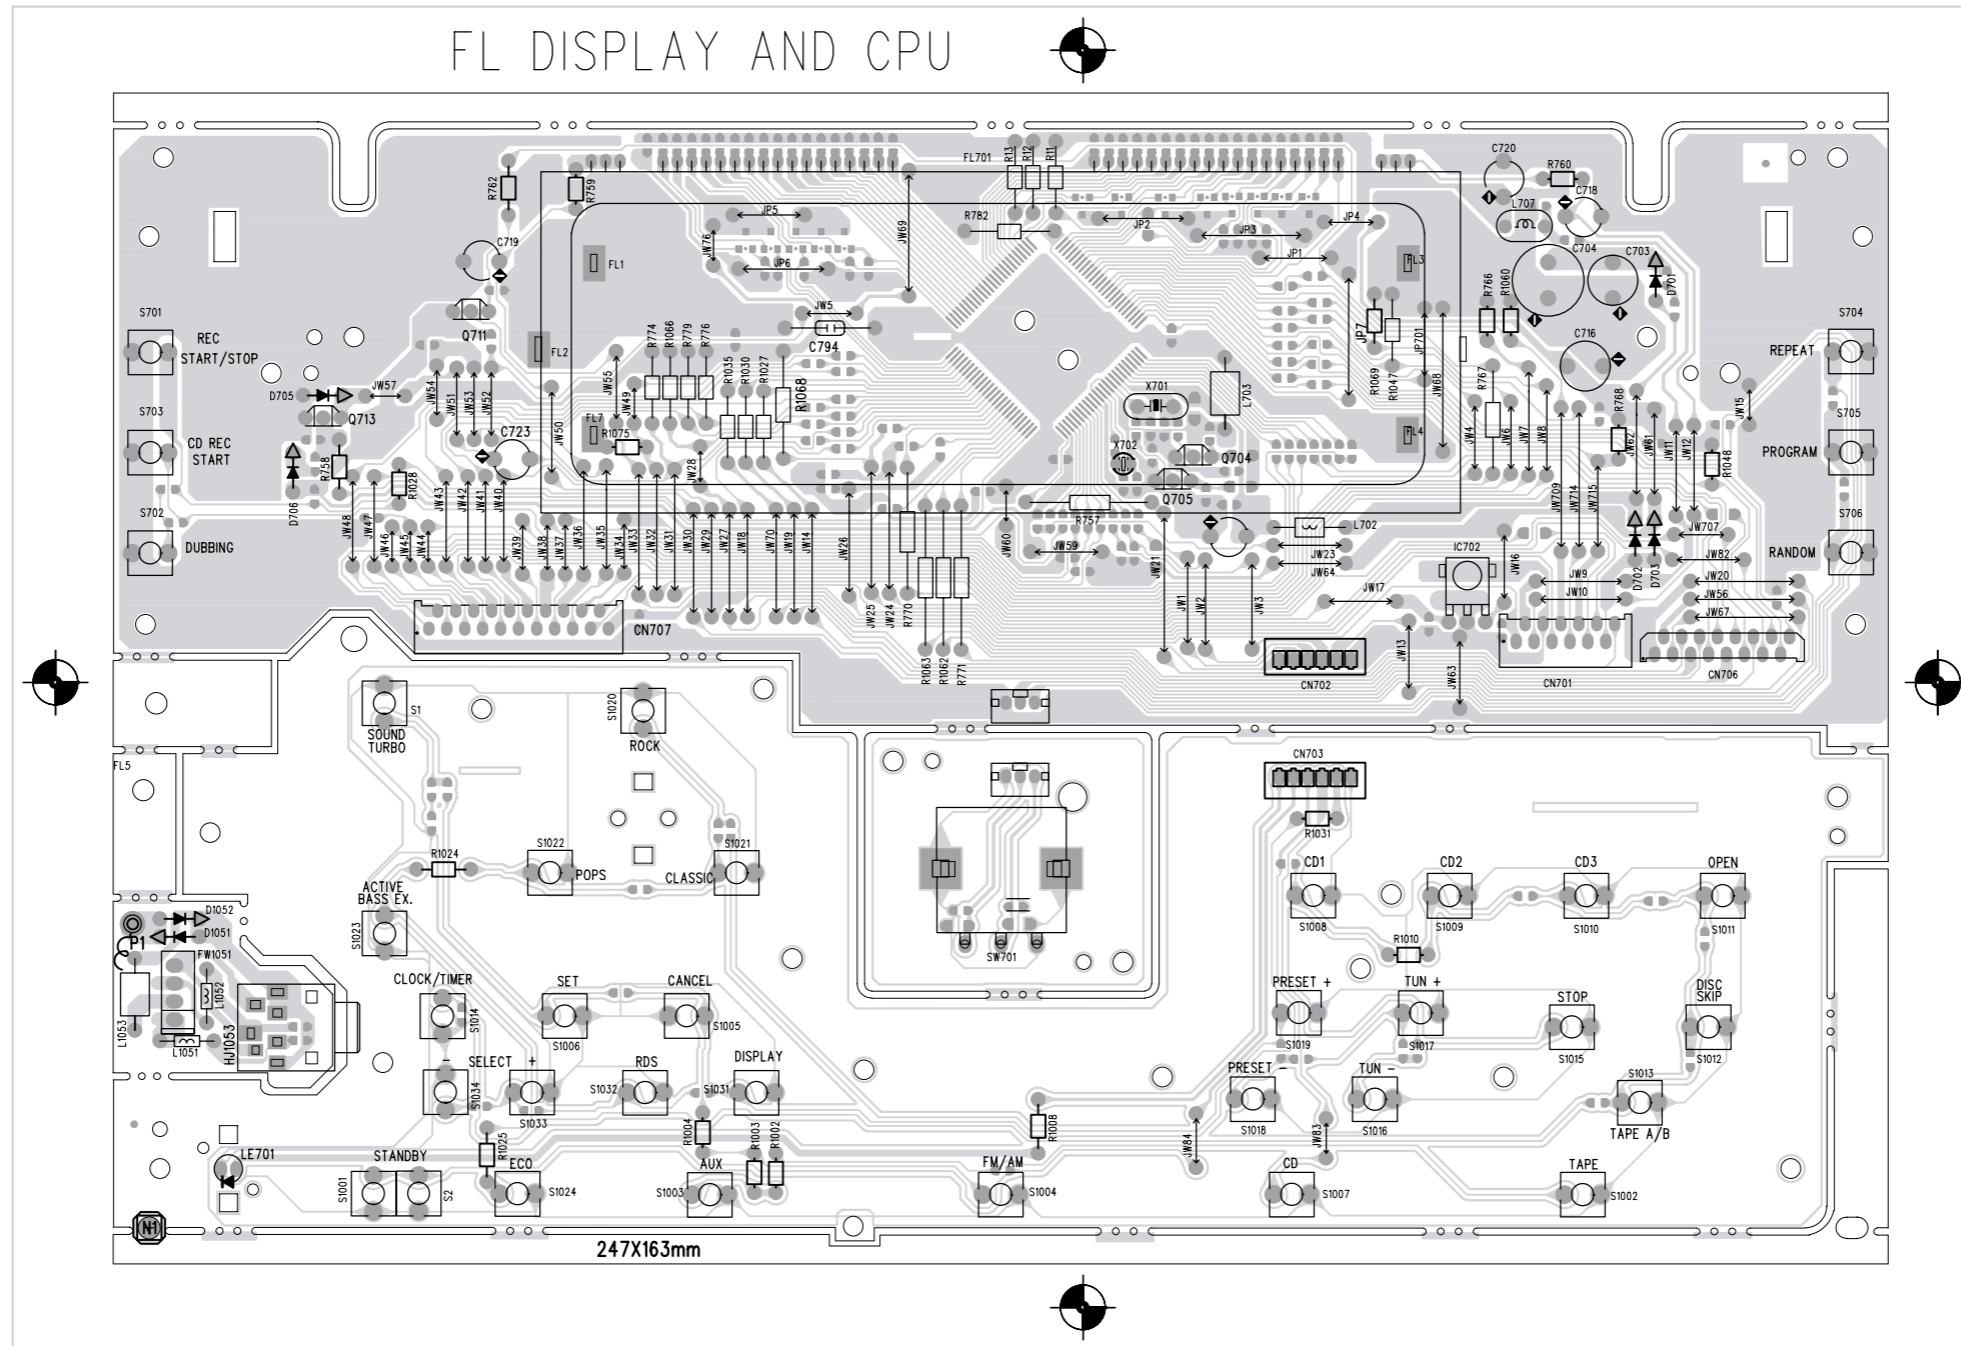 FL DISPLAY AND CPU
FL701
R13
R12
R11
C720
R760
C718
L707
R762
R759
JP5
JW76
JW69
R782
JP2
JP3
JP4
JP1
JP6
C719
FL1
FL3
C704
C703
D701
R766
R1060
S701
REC
START/STOP
Q711
FL2
JW5
C794
R774
R1066
R779
R776
R1035
R1030
R1027
R1068
JP7
R1069
R1047
JP701
JW68
C716
S704
REPEAT
D705
JW57
Q713
JW54
JW51
JW53
JW52
JW55
JW49
JW50
X701
L703
R767
JW4
JW6
JW7
JW8
R768
JW62
JW61
JW11
JW12
JW15
S703
CD REC
START
C723
FL7
R1075
JW28
X702
Q704
Q705
FL4
R1048
S705
PROGRAM
D706
R758
R1028
JW48
JW47
JW46
JW45
JW44
JW43
JW42
JW41
JW40
JW39
JW38
JW37
JW36
JW35
JW34
JW33
JW32
JW31
JW30
JW29
JW27
JW18
JW70
JW19
JW14
JW26
JW25
JW24
R770
R1063
R1062
R771
JW60
R757
JW59
JW21
JW1
JW2
JW3
L702
JW23
JW64
JW17
IC702
JW16
JW709
JW714
JW715
JW9
JW10
D702
D703
JW707
JW82
JW20
JW56
JW67
S702
DUBBING
S706
RANDOM
CN707
CN702
JW13
JW63
CN701
CN706
S1
SOUND
TURBO
S1020
ROCK
FL5
CN703
R1031
S1022
POPS
S1021
CLASSIC
R1024
ACTIVE
BASS EX.
S1023
SW701
CD1
S1008
CD2
S1009
CD3
S1010
OPEN
S1011
R1010
D1052
D1051
P1
FW1051
L1052
L1053
L1051
HJ1053
CLOCK/TIMER
S1014
SET
S1006
CANCEL
S1005
PRESET +
S1019
TUN +
S1017
STOP
S1015
DISC
SKIP
S1012
- SELECT +
S1034
S1033
RDS
S1032
DISPLAY
S1031
PRESET -
S1018
TUN -
S1016
S1013
TAPE A/B
R1025
R1004
R1003
R1002
R1008
JW84
JW83
LE701
STANDBY
S1001
S2
ECO
S1024
AUX
S1003
FM/AM
S1004
CD
S1007
TAPE
S1002
N1
247X163mm